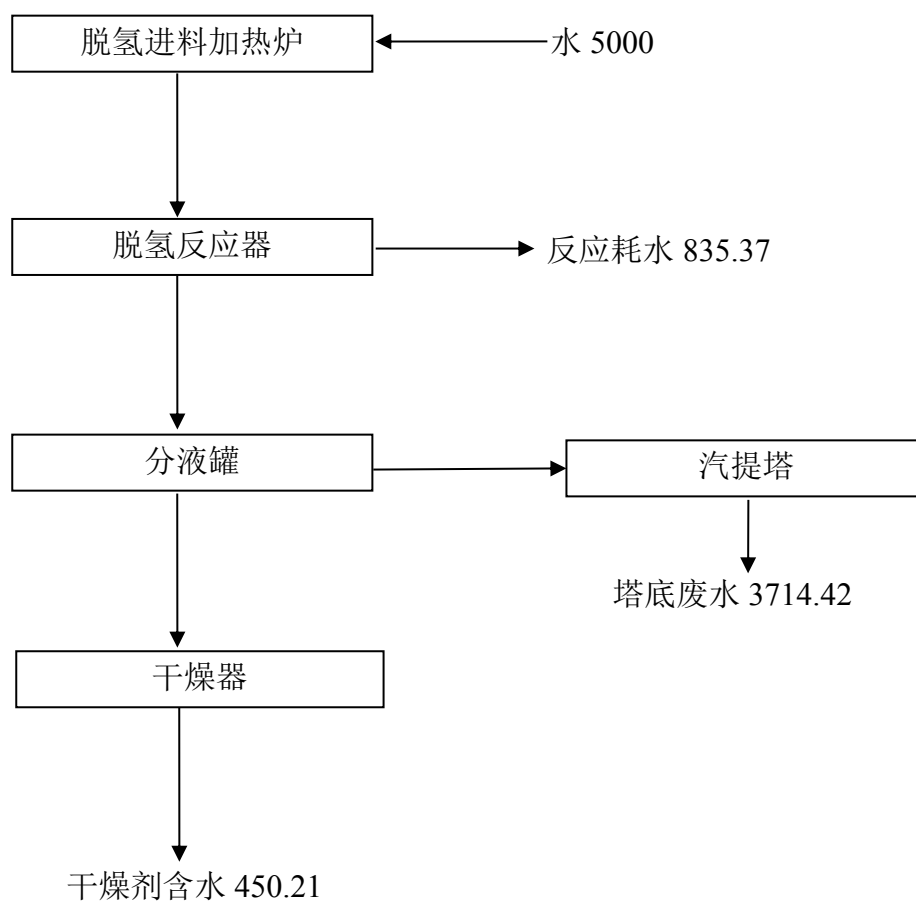 脱氢进料加热炉
水 5000
脱氢反应器
反应耗水 835.37
分液罐
汽提塔
塔底废水 3714.42
干燥器
干燥剂含水 450.21